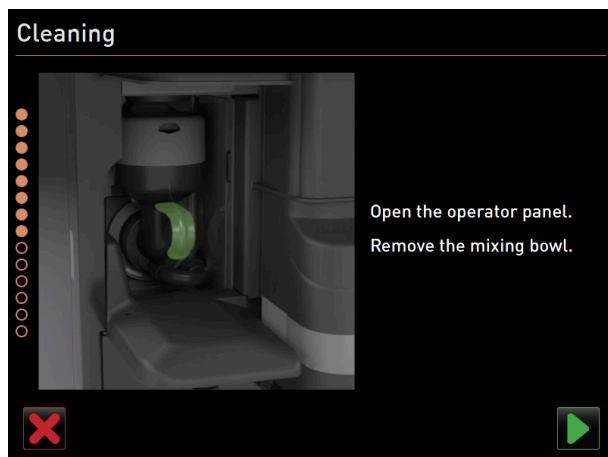 Cleaning
Open the operator panel.
Remove the mixing bowl.